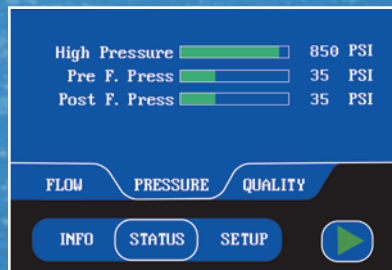 High Pressure 850 PSI
Pre F. Press 35 PSI
Post F. Press 35 PSI
FLOW PRESSURE QUALITY
INFO STATUS SETUP